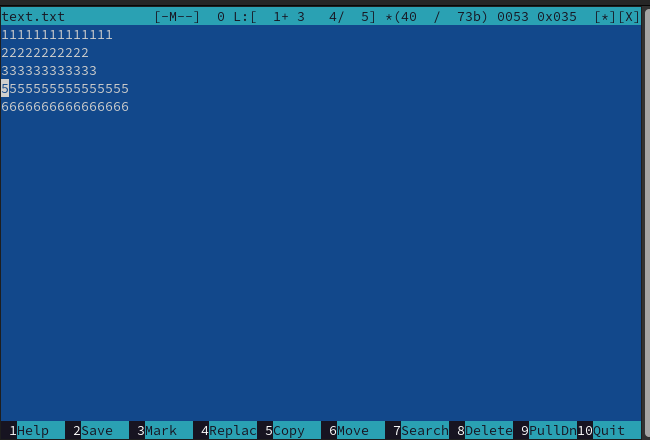 text.txt [-M--] 0 L:[ 1+ 3 4/ 5] *(40 / 73b) 0053 0x035 [*][X]
11111111111111
22222222222
333333333333
5555555555555555
6666666666666666
1Help 2Save 3Mark 4Replac 5Copy 6Move 7Search 8Delete 9PullDn 10Quit